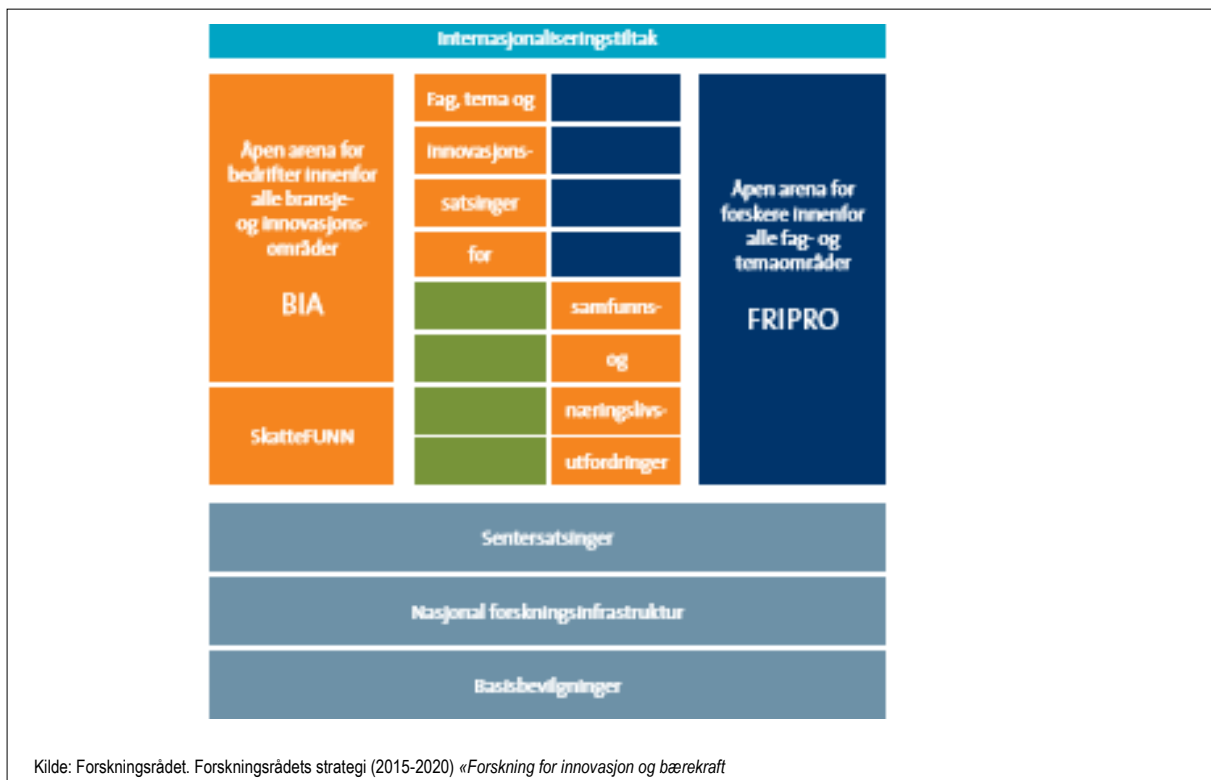 Internasjonaliseringstiltak
Åpen arena for
bedrifter innenfor
alle bransje-
og innovasjons-
områder
BIA
SkatteFUNN
Fag, tema og
innovasjons-
satsinger
for
samfunns-
og
næringslivs-
utfordringer
Åpen arena for
forskere innenfor
alle fag- og
temaområder
FRIPRO
Sentersatsinger
Nasjonal forskningsinfrastruktur
Basisbevilgninger
Kilde: Forskningsrådet. Forskningsrådets strategi (2015-2020) «Forskning for innovasjon og bærekraft